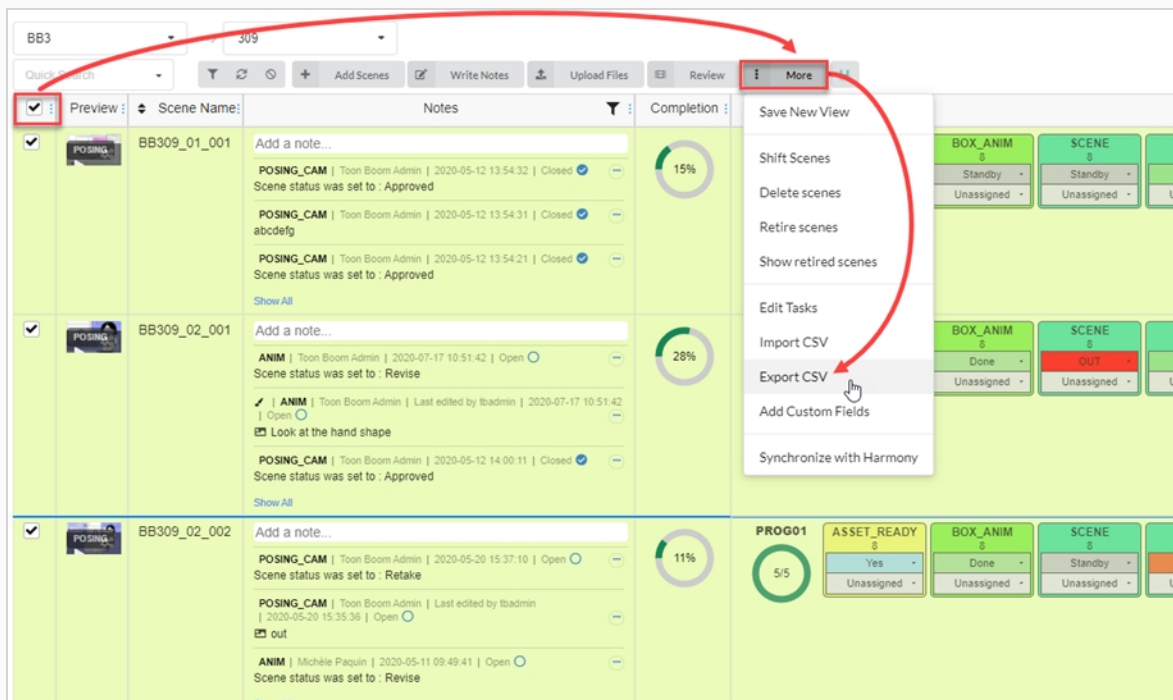 BB3
309
Quick Search
Add Scenes
Write Notes
Upload Files
Review
More
Preview
Scene Name
Notes
Completion
Save New View
Shift Scenes
Delete scenes
Retire scenes
Show retired scenes
Edit Tasks
Import CSV
Export CSV
Add Custom Fields
Synchronize with Harmony
POSING
BB309_01_001
Add a note...
POSING_CAM | Toon Boom Admin | 2020-05-12 13:54:32 | Closed
Scene status was set to : Approved
POSING_CAM | Toon Boom Admin | 2020-05-12 13:54:31 | Closed
abcdefg
POSING_CAM | Toon Boom Admin | 2020-05-12 13:54:21 | Closed
Scene status was set to : Approved
Show All
15%
BOX_ANIM
8
Standby
Unassigned
SCENE
8
Standby
Unassigned
POSING
BB309_02_001
Add a note...
ANIM | Toon Boom Admin | 2020-07-17 10:51:42 | Open
Scene status was set to : Revise
| ANIM | Toon Boom Admin | Last edited by tbadmin | 2020-07-17 10:51:42
| Open
Look at the hand shape
POSING_CAM | Toon Boom Admin | 2020-05-12 14:00:11 | Closed
Scene status was set to : Approved
Show All
28%
BOX_ANIM
8
Done
Unassigned
SCENE
8
OUT
Unassigned
POSING
BB309_02_002
Add a note...
POSING_CAM | Toon Boom Admin | 2020-05-20 15:37:10 | Open
Scene status was set to : Retake
POSING_CAM | Toon Boom Admin | Last edited by tbadmin
| 2020-05-20 15:35:36 | Open
out
ANIM | Michèle Paquin | 2020-05-11 09:49:41 | Open
Scene status was set to : Revise
11%
PROG01
5/5
ASSET_READY
8
Yes
Unassigned
BOX_ANIM
8
Done
Unassigned
SCENE
8
Standby
Unassigned